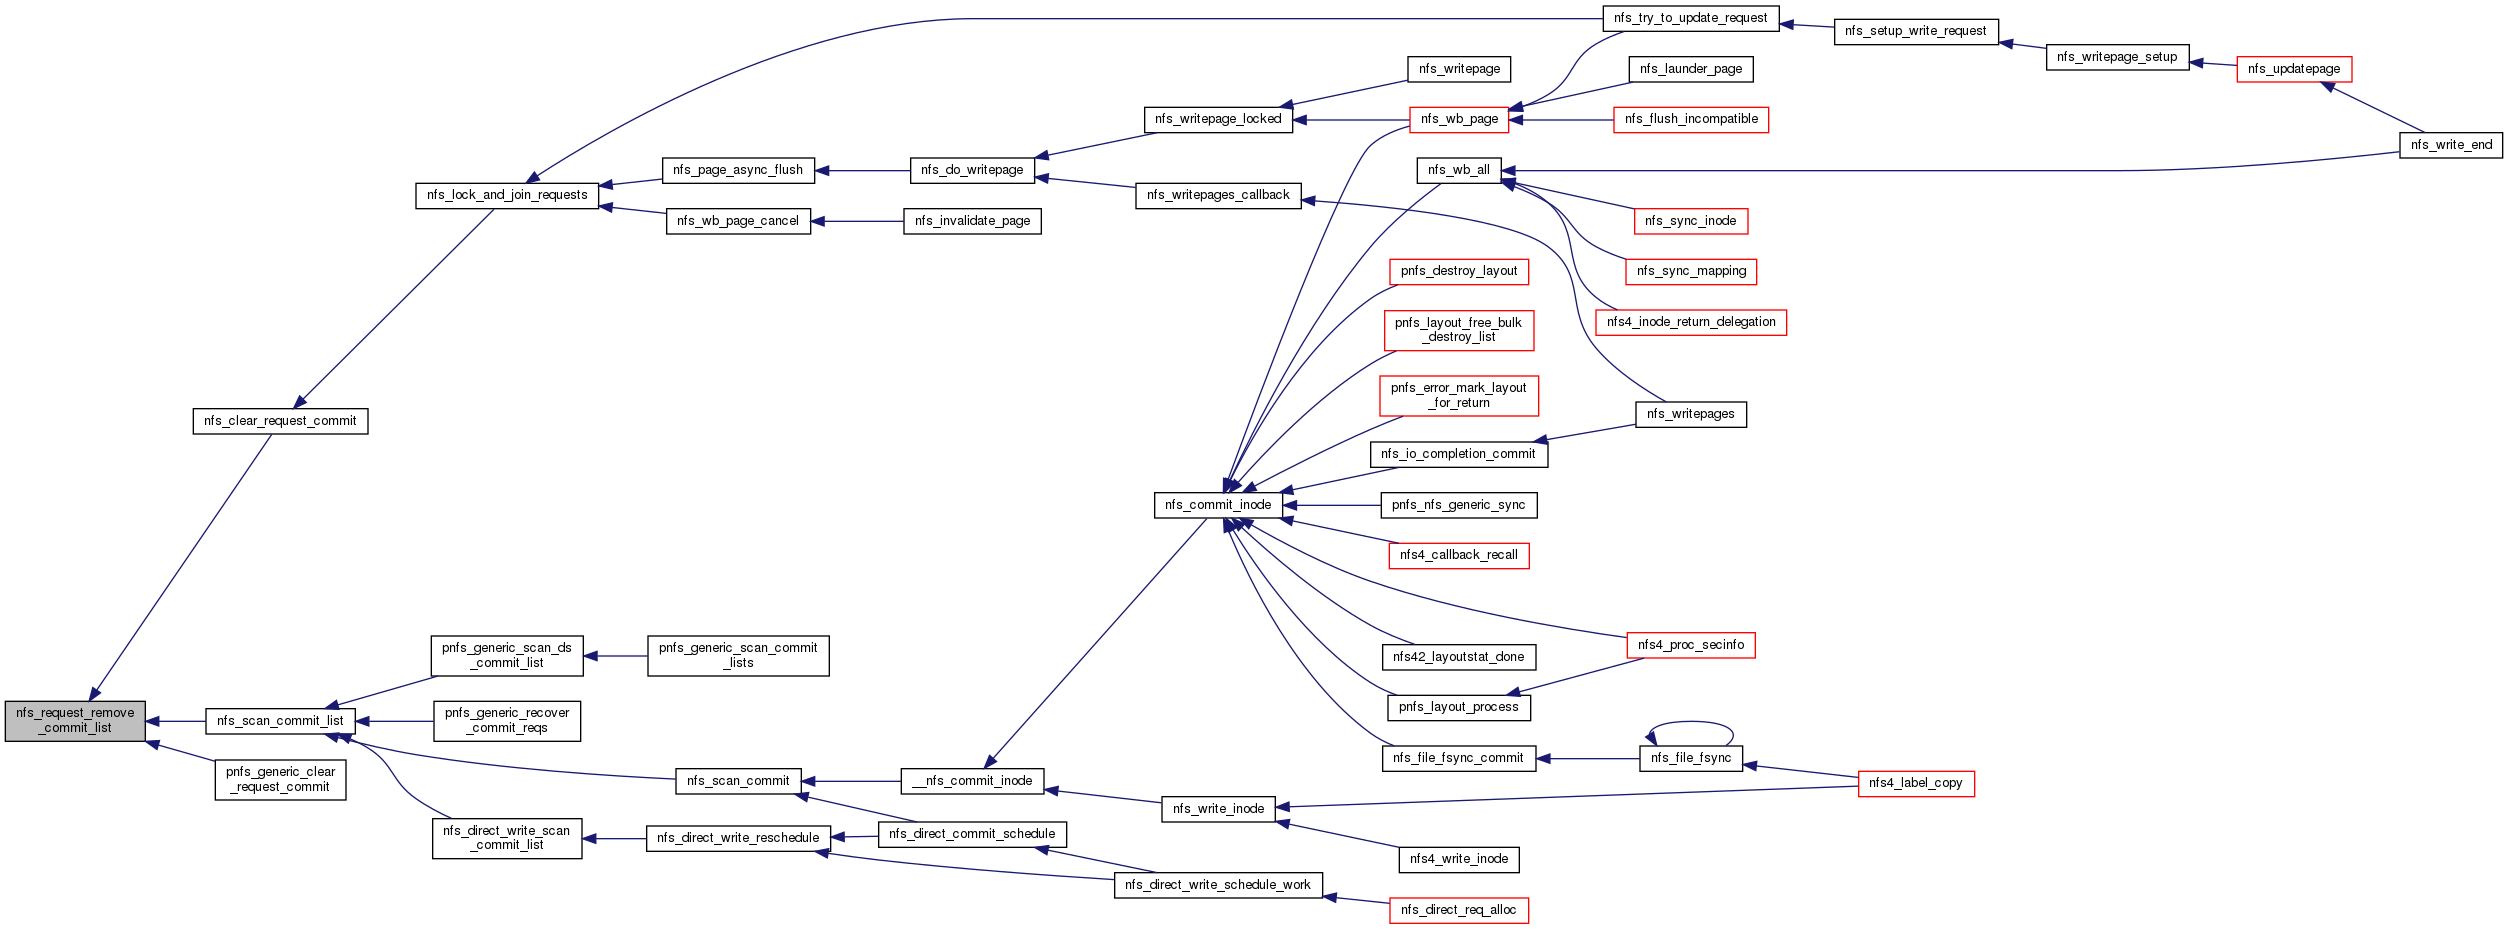 nfs_try_to_update_request
nfs_setup_write_request
nfs_writepage_setup
nfs_updatepage
nfs_write_end
nfs_writepage
nfs_launder_page
nfs_writepage_locked
nfs_wb_page
nfs_flush_incompatible
nfs_page_async_flush
nfs_do_writepage
nfs_wb_all
nfs_lock_and_join_requests
nfs_writepages_callback
nfs_wb_page_cancel
nfs_invalidate_page
nfs_sync_inode
pnfs_destroy_layout
nfs_sync_mapping
pnfs_layout_free_bulk
_destroy_list
nfs4_inode_return_delegation
pnfs_error_mark_layout
_for_return
nfs_clear_request_commit
nfs_writepages
nfs_io_completion_commit
nfs_commit_inode
pnfs_nfs_generic_sync
nfs4_callback_recall
pnfs_generic_scan_ds
_commit_list
pnfs_generic_scan_commit
_lists
nfs42_layoutstat_done
nfs4_proc_secinfo
nfs_request_remove
_commit_list
nfs_scan_commit_list
pnfs_generic_recover
_commit_reqs
pnfs_layout_process
pnfs_generic_clear
_request_commit
nfs_scan_commit
__nfs_commit_inode
nfs_file_fsync_commit
nfs_file_fsync
nfs4_label_copy
nfs_write_inode
nfs_direct_write_scan
_commit_list
nfs_direct_write_reschedule
nfs_direct_commit_schedule
nfs4_write_inode
nfs_direct_write_schedule_work
nfs_direct_req_alloc